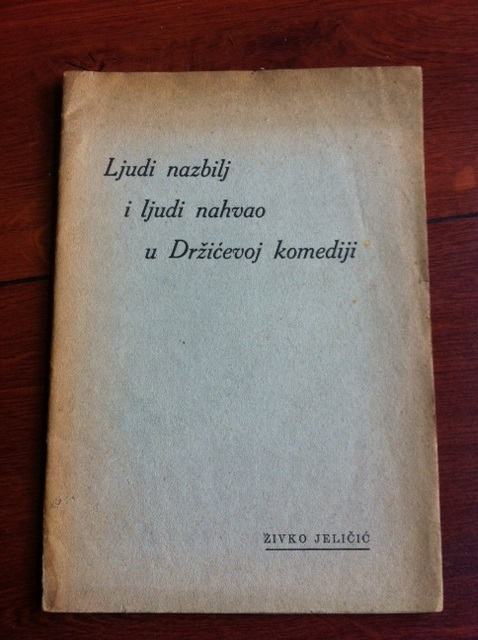 Ljudi nazbilj
i ljudi nahvao
u Držićevoj komediji
ŽIVKO JELIČIĆ